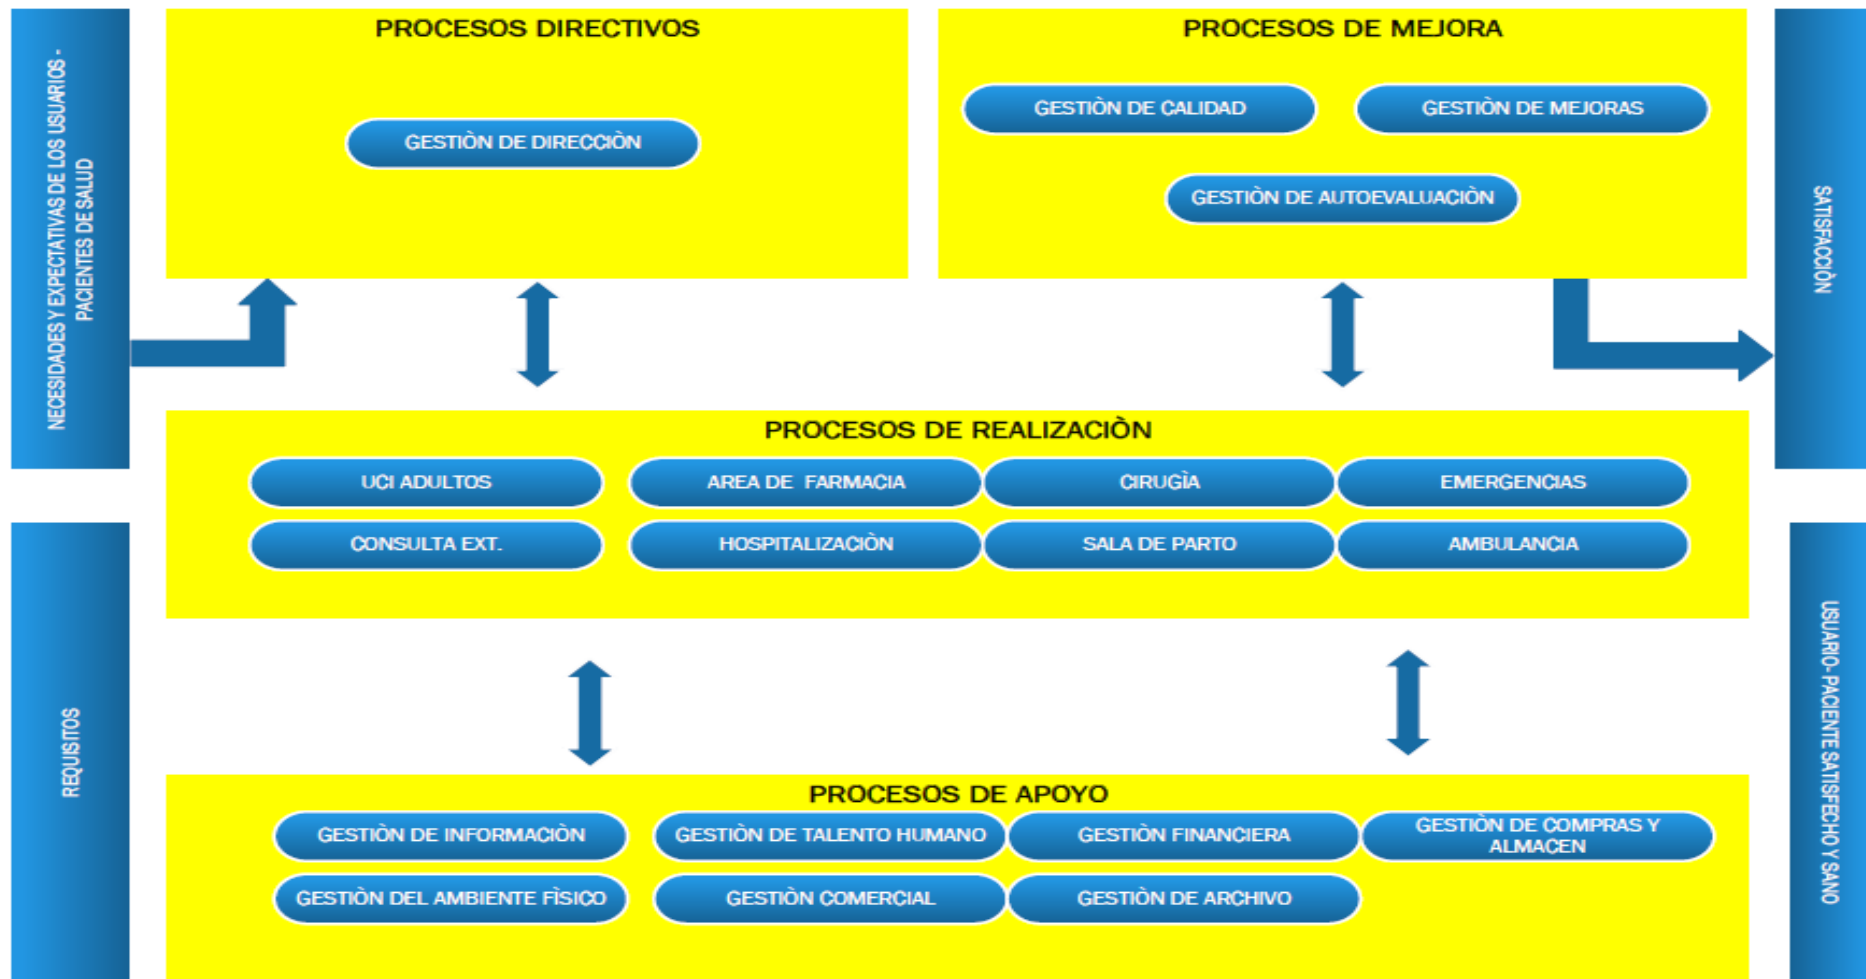 NECESIDADES Y EXPECTATIVAS DE LOS USUARIOS -
PACIENTES DE SALUD
PROCESOS DIRECTIVOS
GESTIÒN DE DIRECCIÒN
PROCESOS DE MEJORA
GESTIÒN DE CALIDAD
GESTIÒN DE MEJORAS
GESTIÒN DE AUTOEVALUACIÒN
SATISFACCIÒN
PROCESOS DE REALIZACIÒN
UCI ADULTOS
AREA DE FARMACIA
CIRUGÌA
EMERGENCIAS
CONSULTA EXT.
HOSPITALIZACIÒN
SALA DE PARTO
AMBULANCIA
REQUISITOS
USUARIO- PACIENTE SATISFECHO Y SANO
PROCESOS DE APOYO
GESTIÒN DE INFORMACIÒN
GESTIÒN DE TALENTO HUMANO
GESTIÒN FINANCIERA
GESTIÒN DE COMPRAS Y
ALMACEN
GESTIÒN DEL AMBIENTE FÌSICO
GESTIÒN COMERCIAL
GESTIÒN DE ARCHIVO